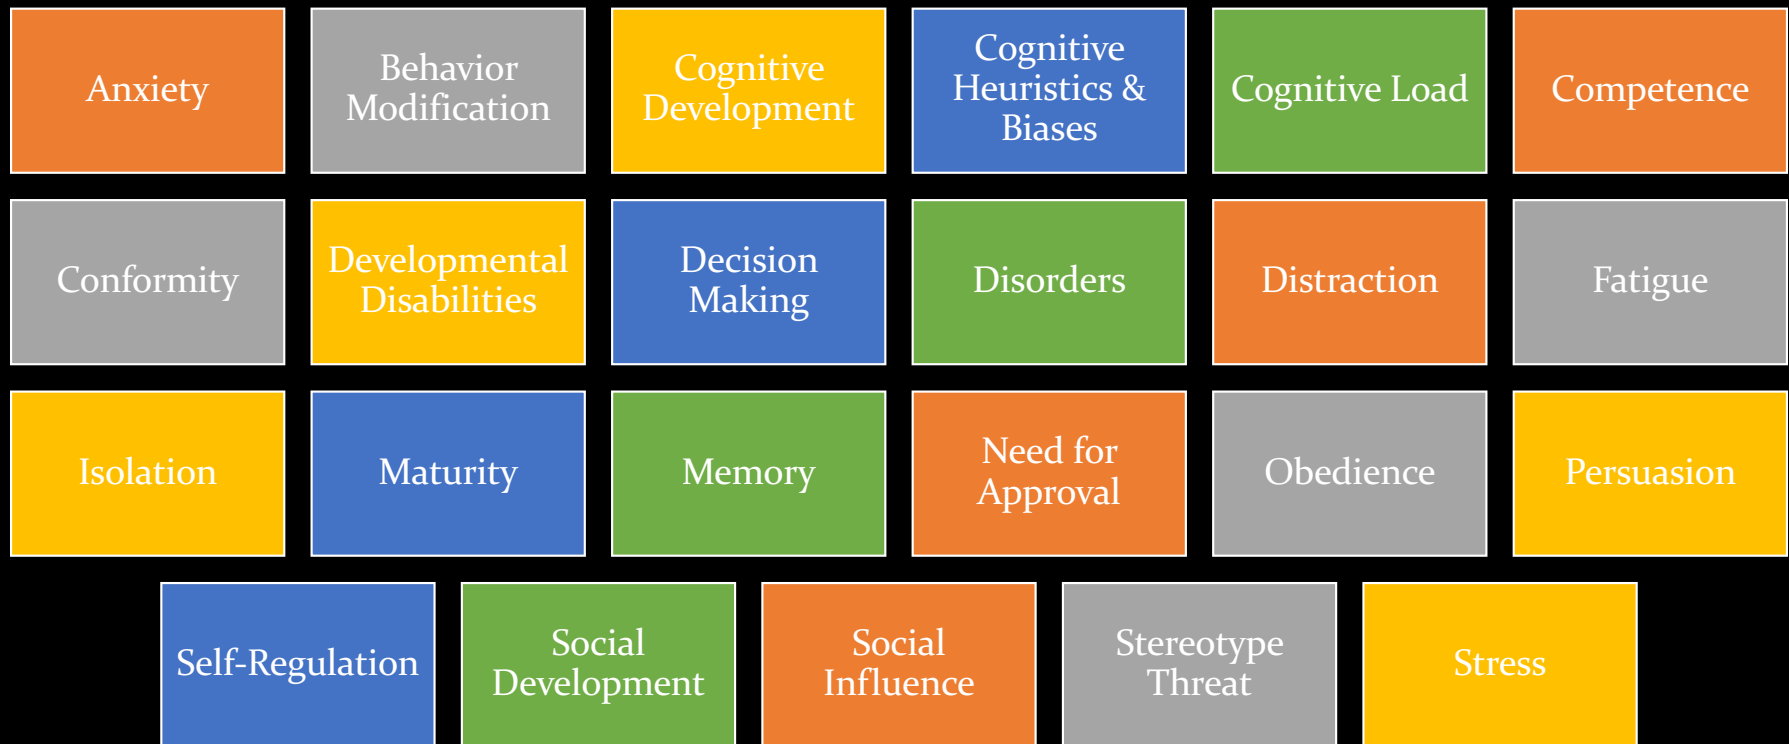 Anxiety
Behavior
Modification
Cognitive
Development
Cognitive
Heuristics &
Biases
Cognitive Load
Competence
Conformity
Developmental
Disabilities
Decision
Making
Disorders
Distraction
Fatigue
Isolation
Maturity
Memory
Need for
Approval
Obedience
Persuasion
Self-Regulation
Social
Development
Social
Influence
Stereotype
Threat
Stress